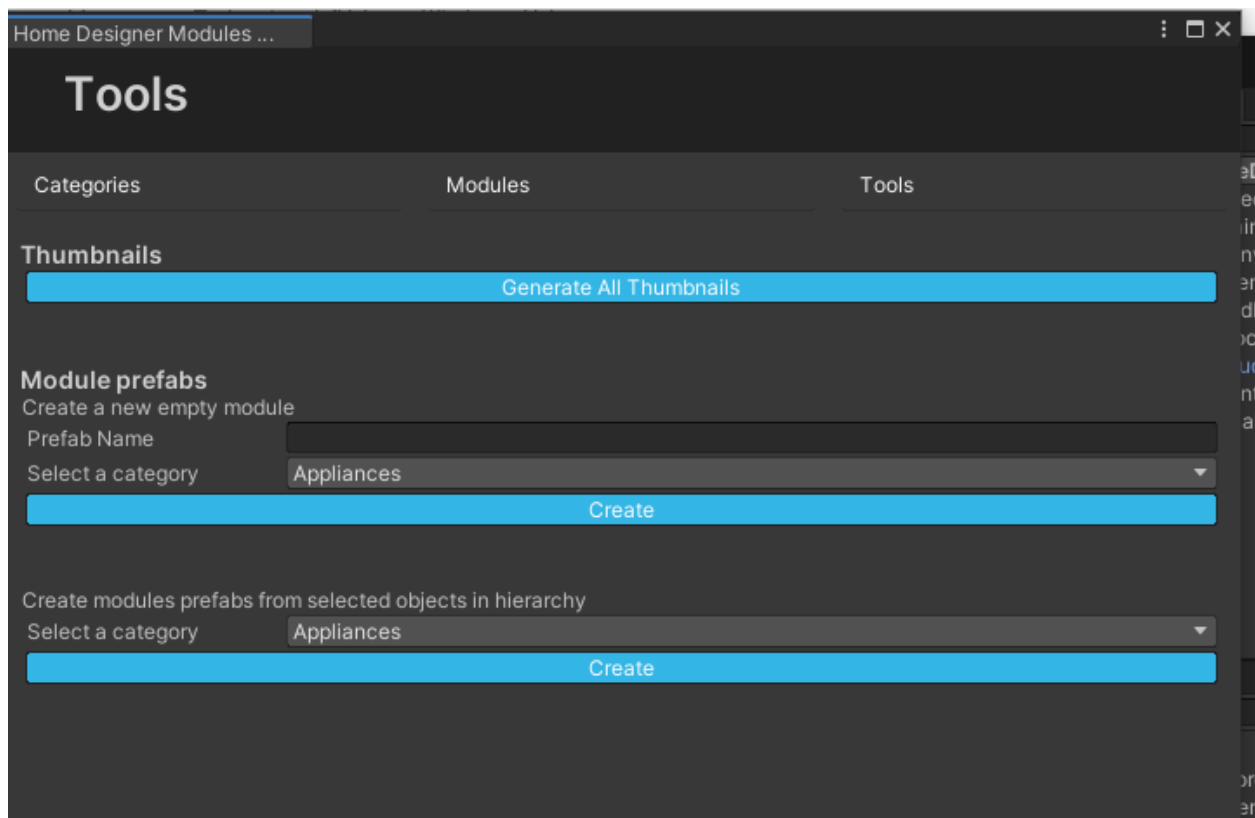 Home Designer Modules ...
Tools
Categories Modules Tools
Thumbnails
Generate All Thumbnails
Module prefabs
Create a new empty module
Prefab Name
Select a category Appliances
Create
Create modules prefabs from selected objects in hierarchy
Select a category Appliances
Create